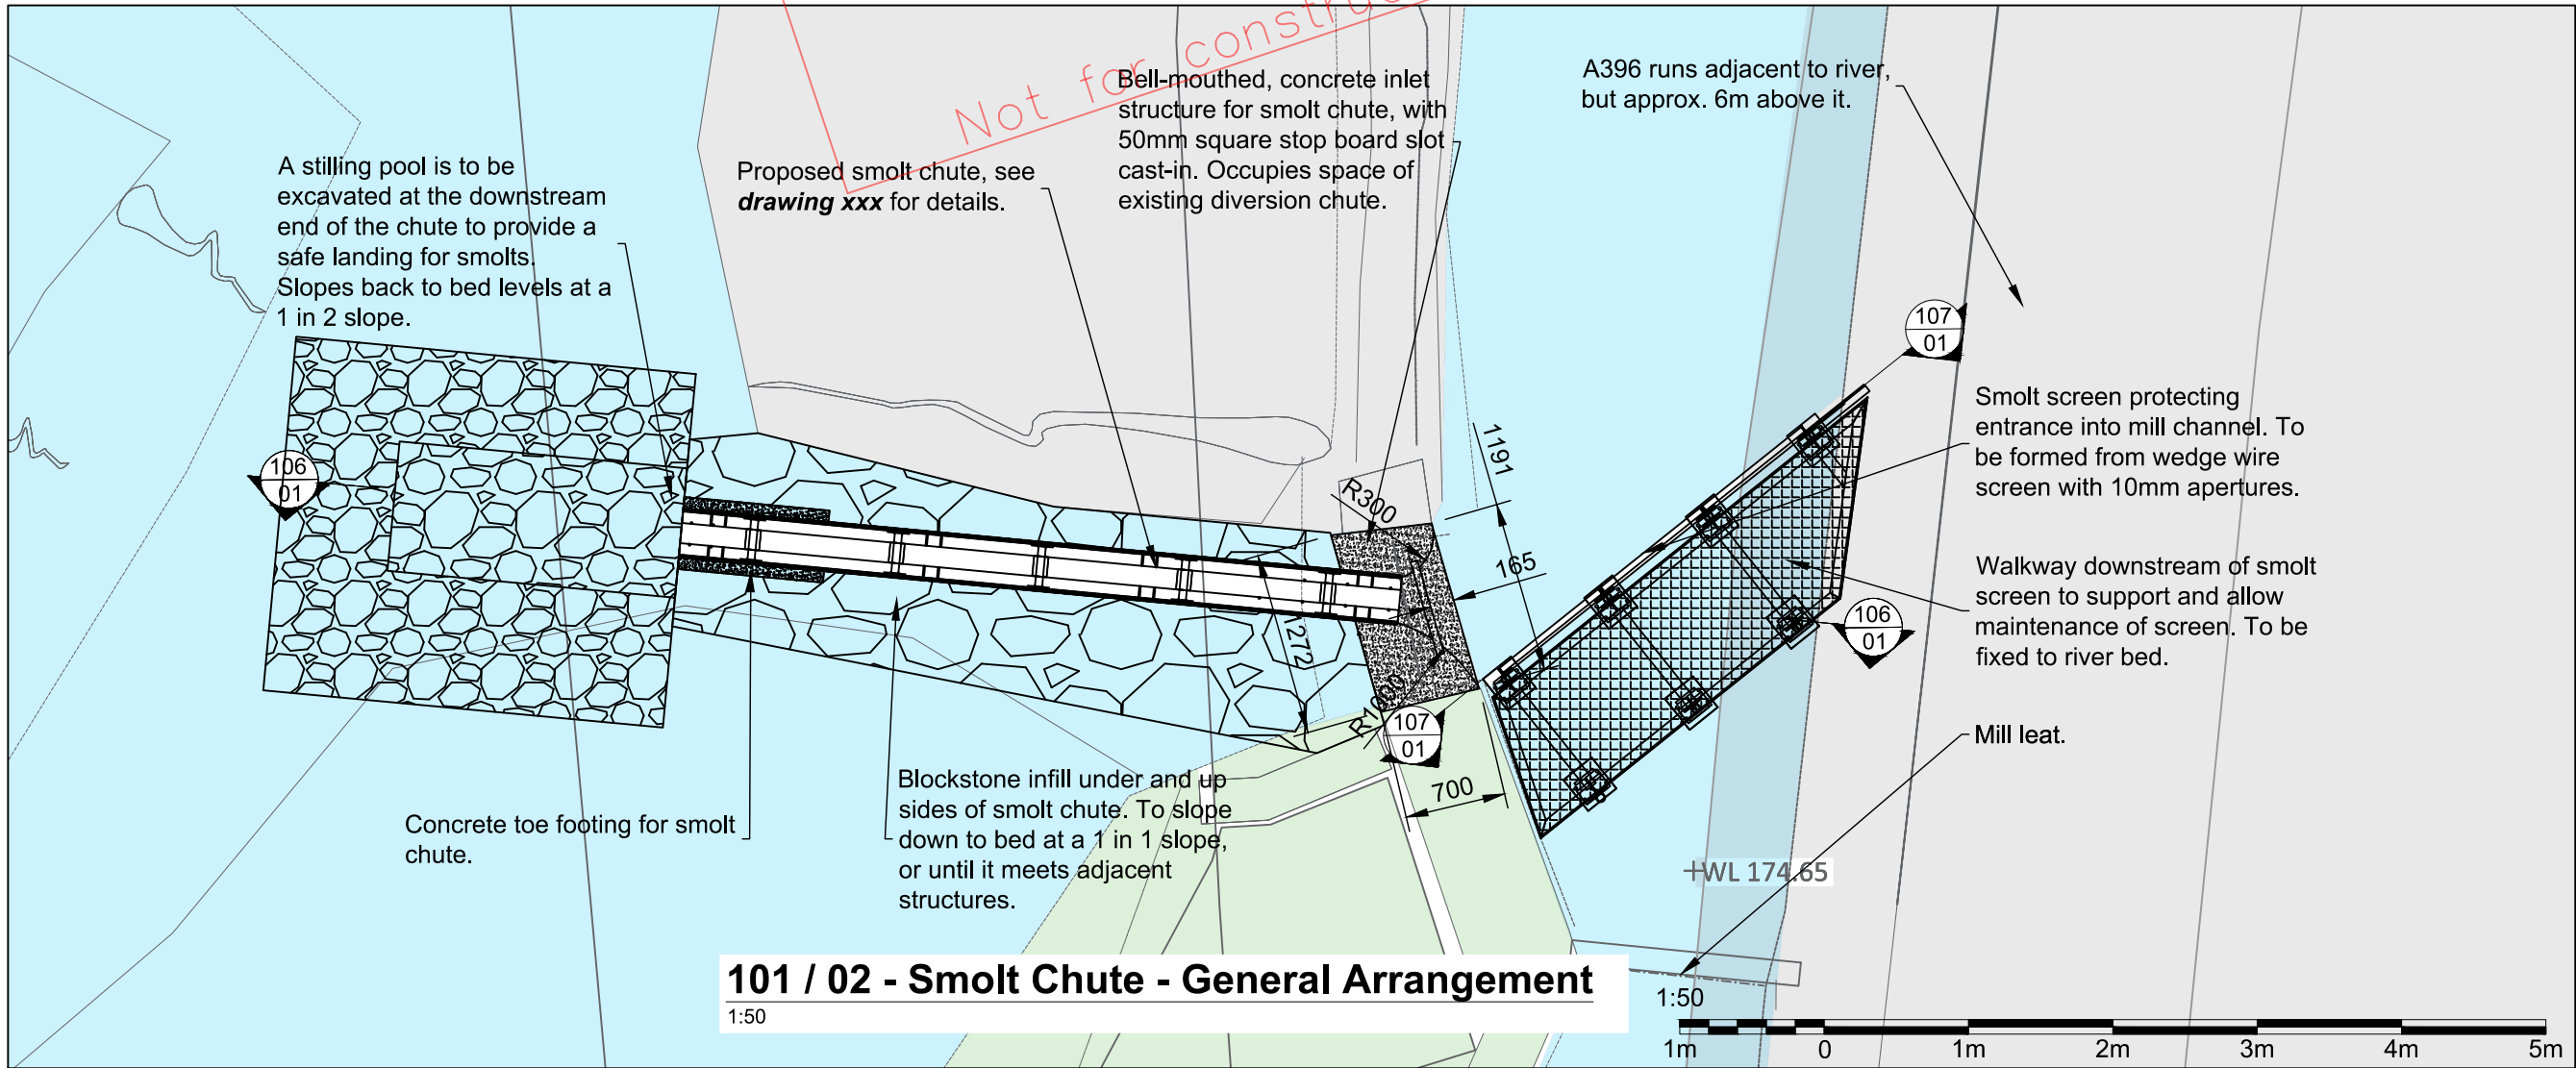 Not for construc
A stilling pool is to be
excavated at the downstream
end of the chute to provide a
safe landing for smolts.
Slopes back to bed levels at a
1 in 2 slope.
Proposed smolt chute, see
drawing xxx for details.
Bell-mouthed, concrete inlet
structure for smolt chute, with
50mm square stop board slot
cast-in. Occupies space of
existing diversion chute.
A396 runs adjacent to river,
but approx. 6m above it.
107
01
Smolt screen protecting
entrance into mill channel. To
be formed from wedge wire
screen with 10mm apertures.
Walkway downstream of smolt
screen to support and allow
maintenance of screen. To be
fixed to river bed.
Mill leat.
106
01
1191
R300
165
1272
R1000
106
01
107
01
700
Concrete toe footing for smolt
chute.
Blockstone infill under and up
sides of smolt chute. To slope
down to bed at a 1 in 1 slope,
or until it meets adjacent
structures.
WL 174.65
101 / 02 - Smolt Chute - General Arrangement
1:50
1:50
1m 0 1m 2m 3m 4m 5m